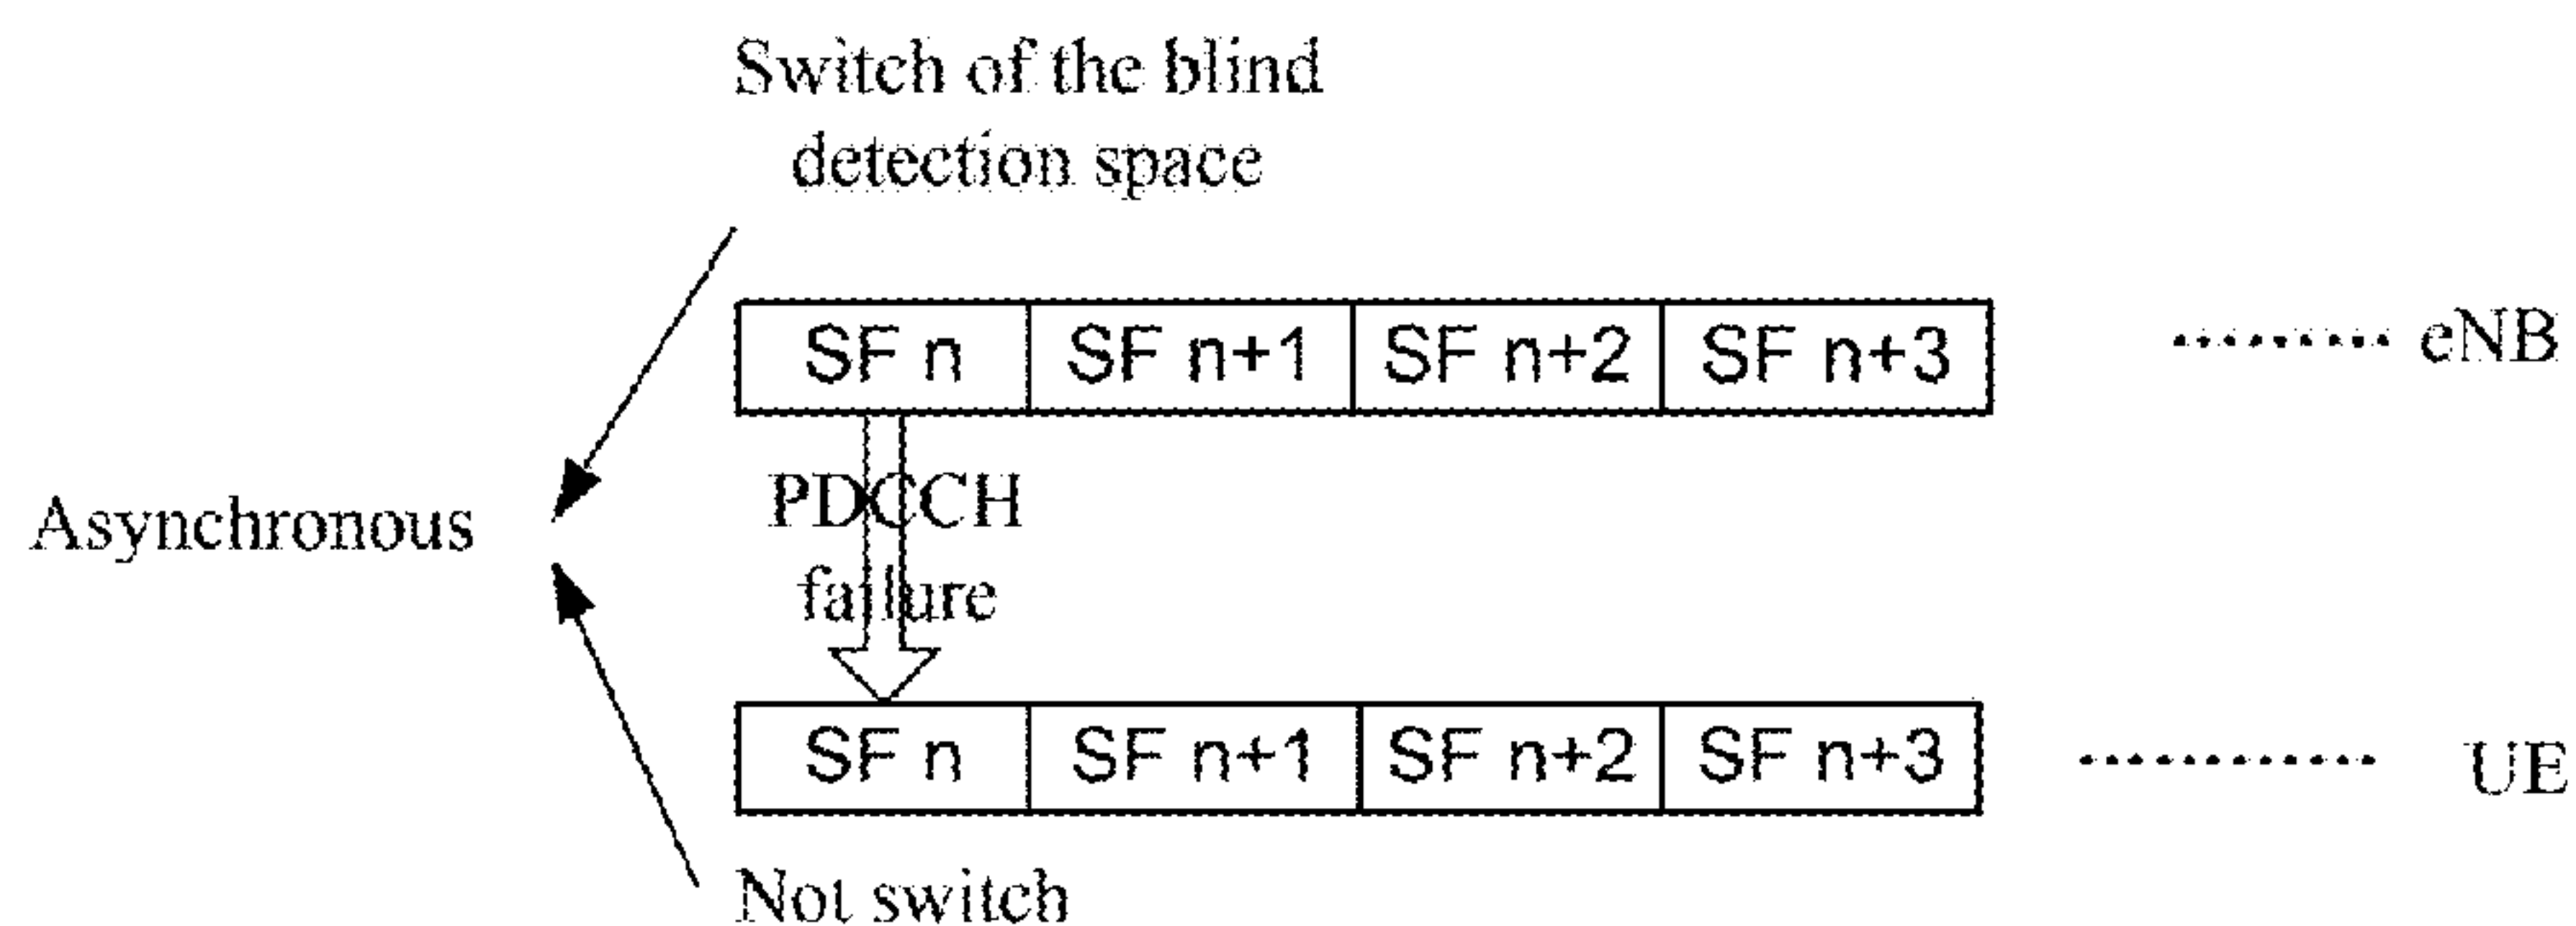 Switch of the blind
detection space
SF n SF n+1 SF n+2 SF n+3 eNB
Asynchronous
PDCCH
failure
SF n SF n+1 SF n+2 SF n+3 UE
Not switch